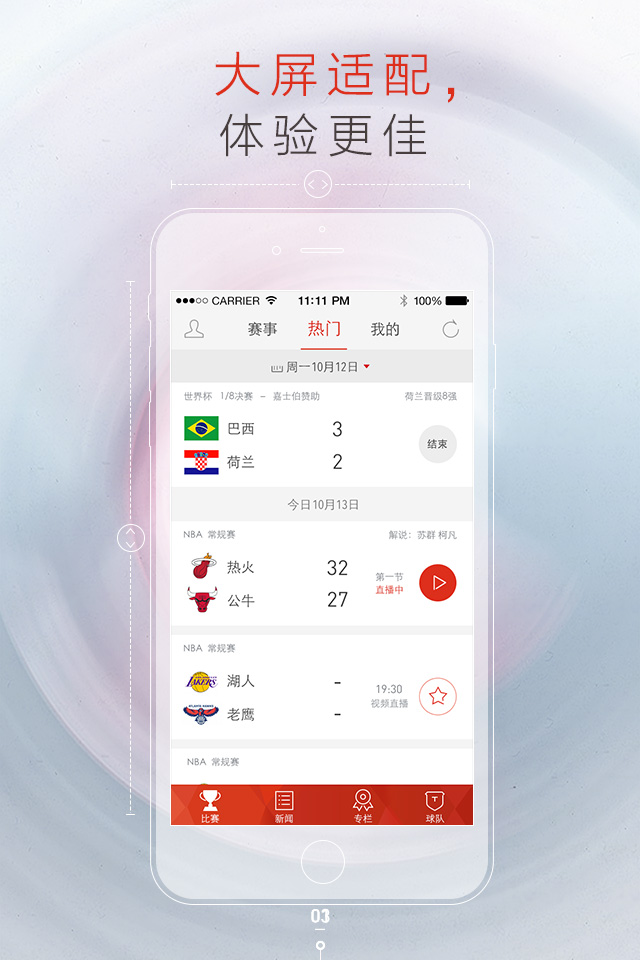 大屏适配，
体验更佳
CARRIER 11:11 PM 100%
赛事 热门 我的
周一10月12日
世界杯 1/8决赛 - 嘉士伯赞助 荷兰晋级8强
巴西 3
荷兰 2
结束
今日10月13日
NBA 常规赛 解说：苏群 柯凡
热火 32
公牛 27
第一节
直播中
NBA 常规赛
湖人 -
老鹰 -
19:30
视频直播
LAKERS
NBA 常规赛
比赛 新闻 专栏 球队
03